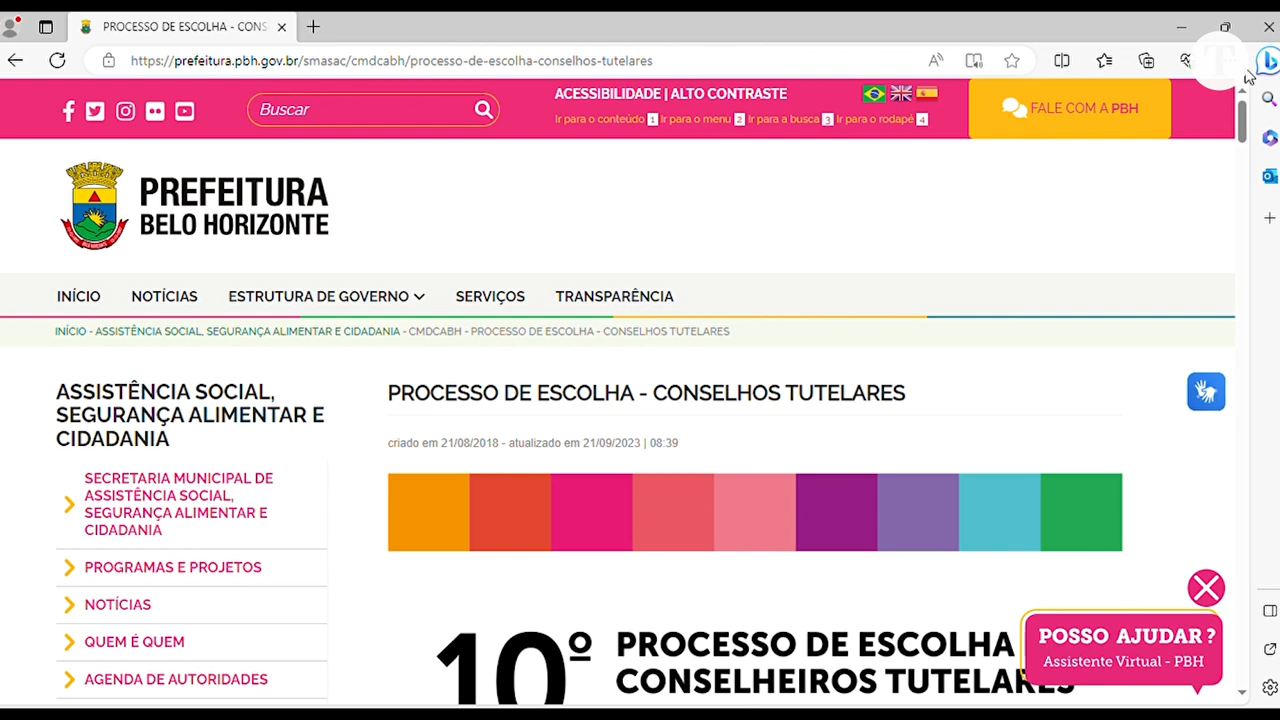 PROCESSO DE ESCOLHA - CONS
https://prefeitura.pbh.gov.br/smasac/cmdcabh/processo-de-escolha-conselhos-tutelares
T
Buscar
ACESSIBILIDADE | ALTO CONTRASTE
Ir para o conteúdo 1 Ir para o menu 2 Ir para a busca 3 Ir para o rodapé 4
FALE COM A PBH
PREFEITURA
BELO HORIZONTE
INÍCIO NOTÍCIAS ESTRUTURA DE GOVERNO SERVIÇOS TRANSPARÊNCIA
INÍCIO - ASSISTÊNCIA SOCIAL, SEGURANÇA ALIMENTAR E CIDADANIA - CMDCABH - PROCESSO DE ESCOLHA - CONSELHOS TUTELARES
ASSISTÊNCIA SOCIAL,
SEGURANÇA ALIMENTAR E
CIDADANIA
SECRETARIA MUNICIPAL DE
ASSISTÊNCIA SOCIAL,
SEGURANÇA ALIMENTAR E
CIDADANIA
PROGRAMAS E PROJETOS
NOTÍCIAS
QUEM É QUEM
AGENDA DE AUTORIDADES
PROCESSO DE ESCOLHA - CONSELHOS TUTELARES
criado em 21/08/2018 - atualizado em 21/09/2023 | 08:39
10º PROCESSO DE ESCOLHA
CONSELHEIROS TUTELARES
POSSO AJUDAR ?
Assistente Virtual - PBH